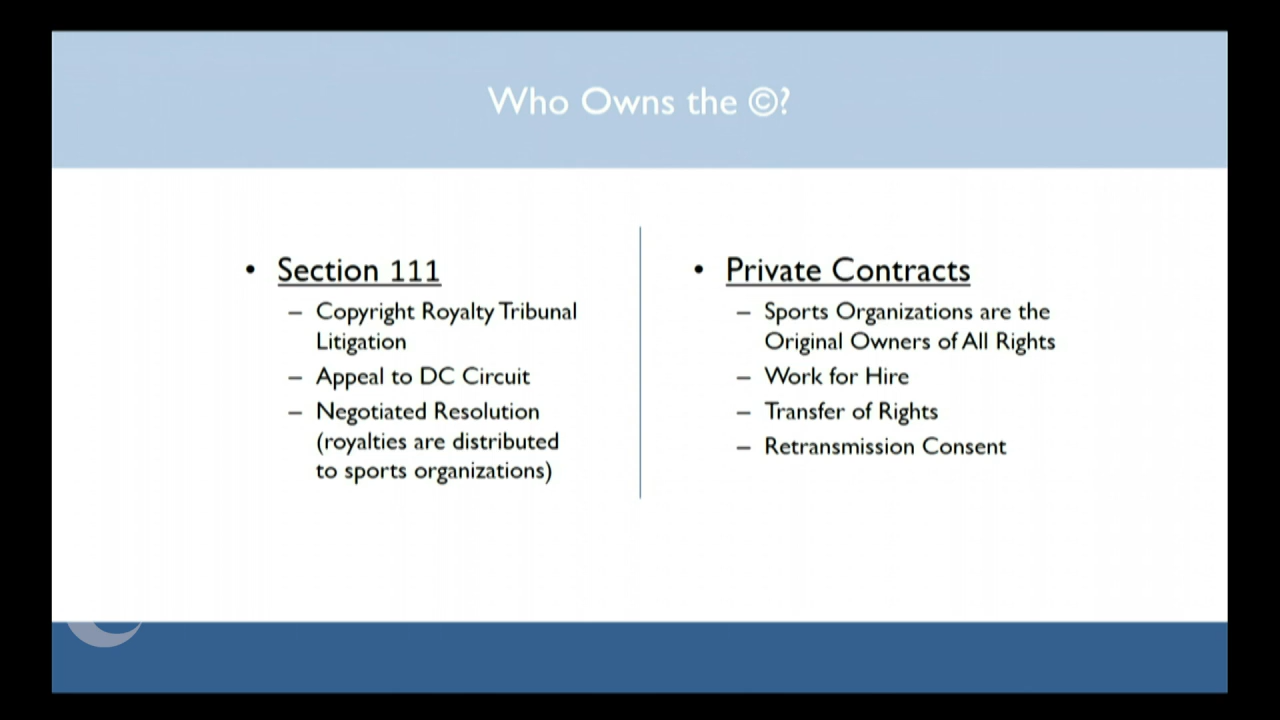 Who Owns the ©?
• Section 111
– Copyright Royalty Tribunal
Litigation
– Appeal to DC Circuit
– Negotiated Resolution
(royalties are distributed
to sports organizations)
• Private Contracts
– Sports Organizations are the
Original Owners of All Rights
– Work for Hire
– Transfer of Rights
– Retransmission Consent